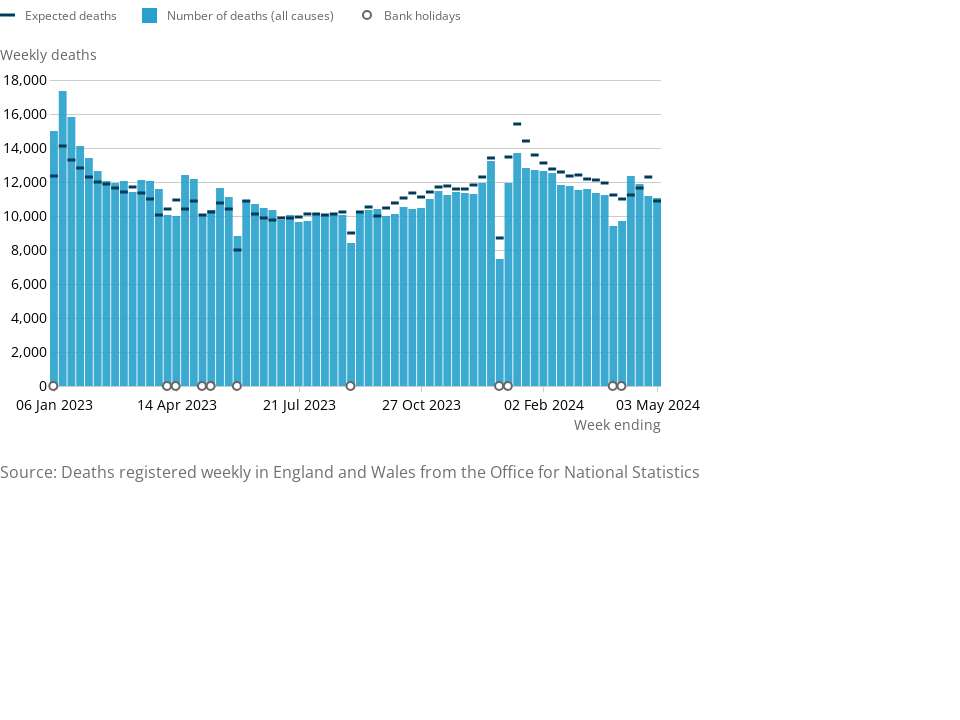 Expected deaths Number of deaths (all causes) Bank holidays
Weekly deaths
18,000
16,000
14,000
12,000
10,000
8,000
6,000
4,000
2,000
0
06 Jan 2023 14 Apr 2023 21 Jul 2023 27 Oct 2023 02 Feb 2024 03 May 2024
Week ending
Source: Deaths registered weekly in England and Wales from the Office for National Statistics